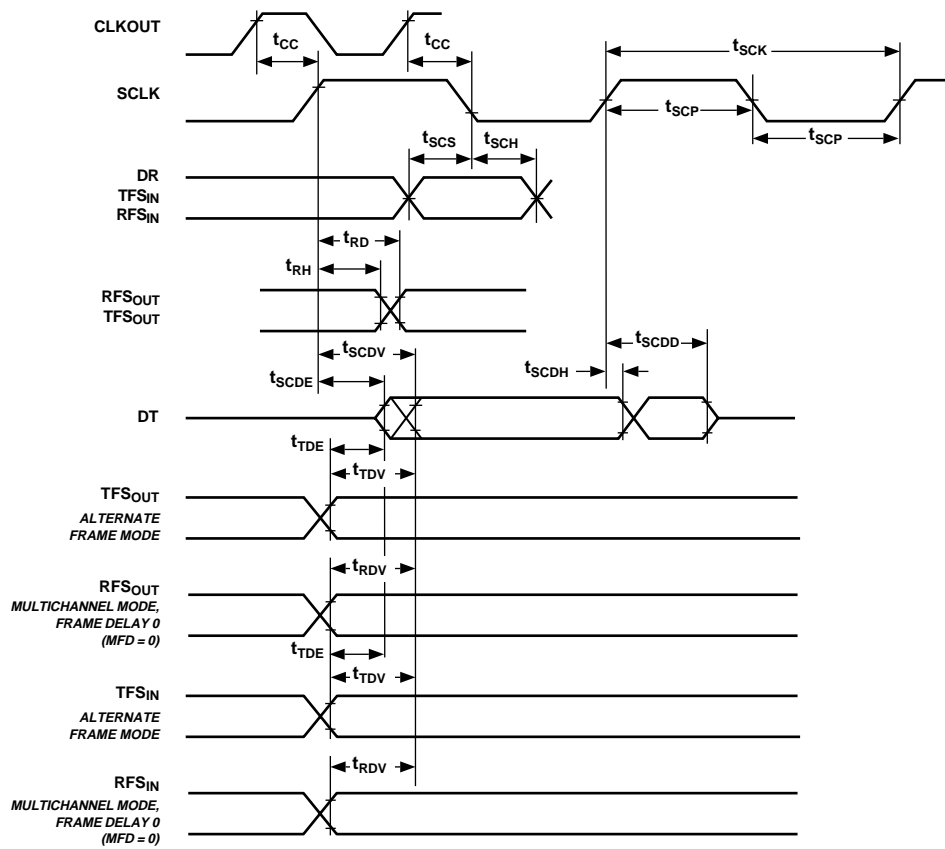 CLKOUT
tCC
tCC
tSCK
SCLK
tSCP
tSCP
tSCS
tSCH
DR
TFSIN
RFSIN
tRD
tRH
RFSOUT
TFSOUT
tSCDV
tSCDD
tSCDE
tSCDH
DT
tTDE
tTDV
TFSOUT
ALTERNATE
FRAME MODE
tRDV
RFSOUT
MULTICHANNEL MODE,
FRAME DELAY 0
(MFD = 0)
tTDE
tTDV
TFSIN
ALTERNATE
FRAME MODE
tRDV
RFSIN
MULTICHANNEL MODE,
FRAME DELAY 0
(MFD = 0)